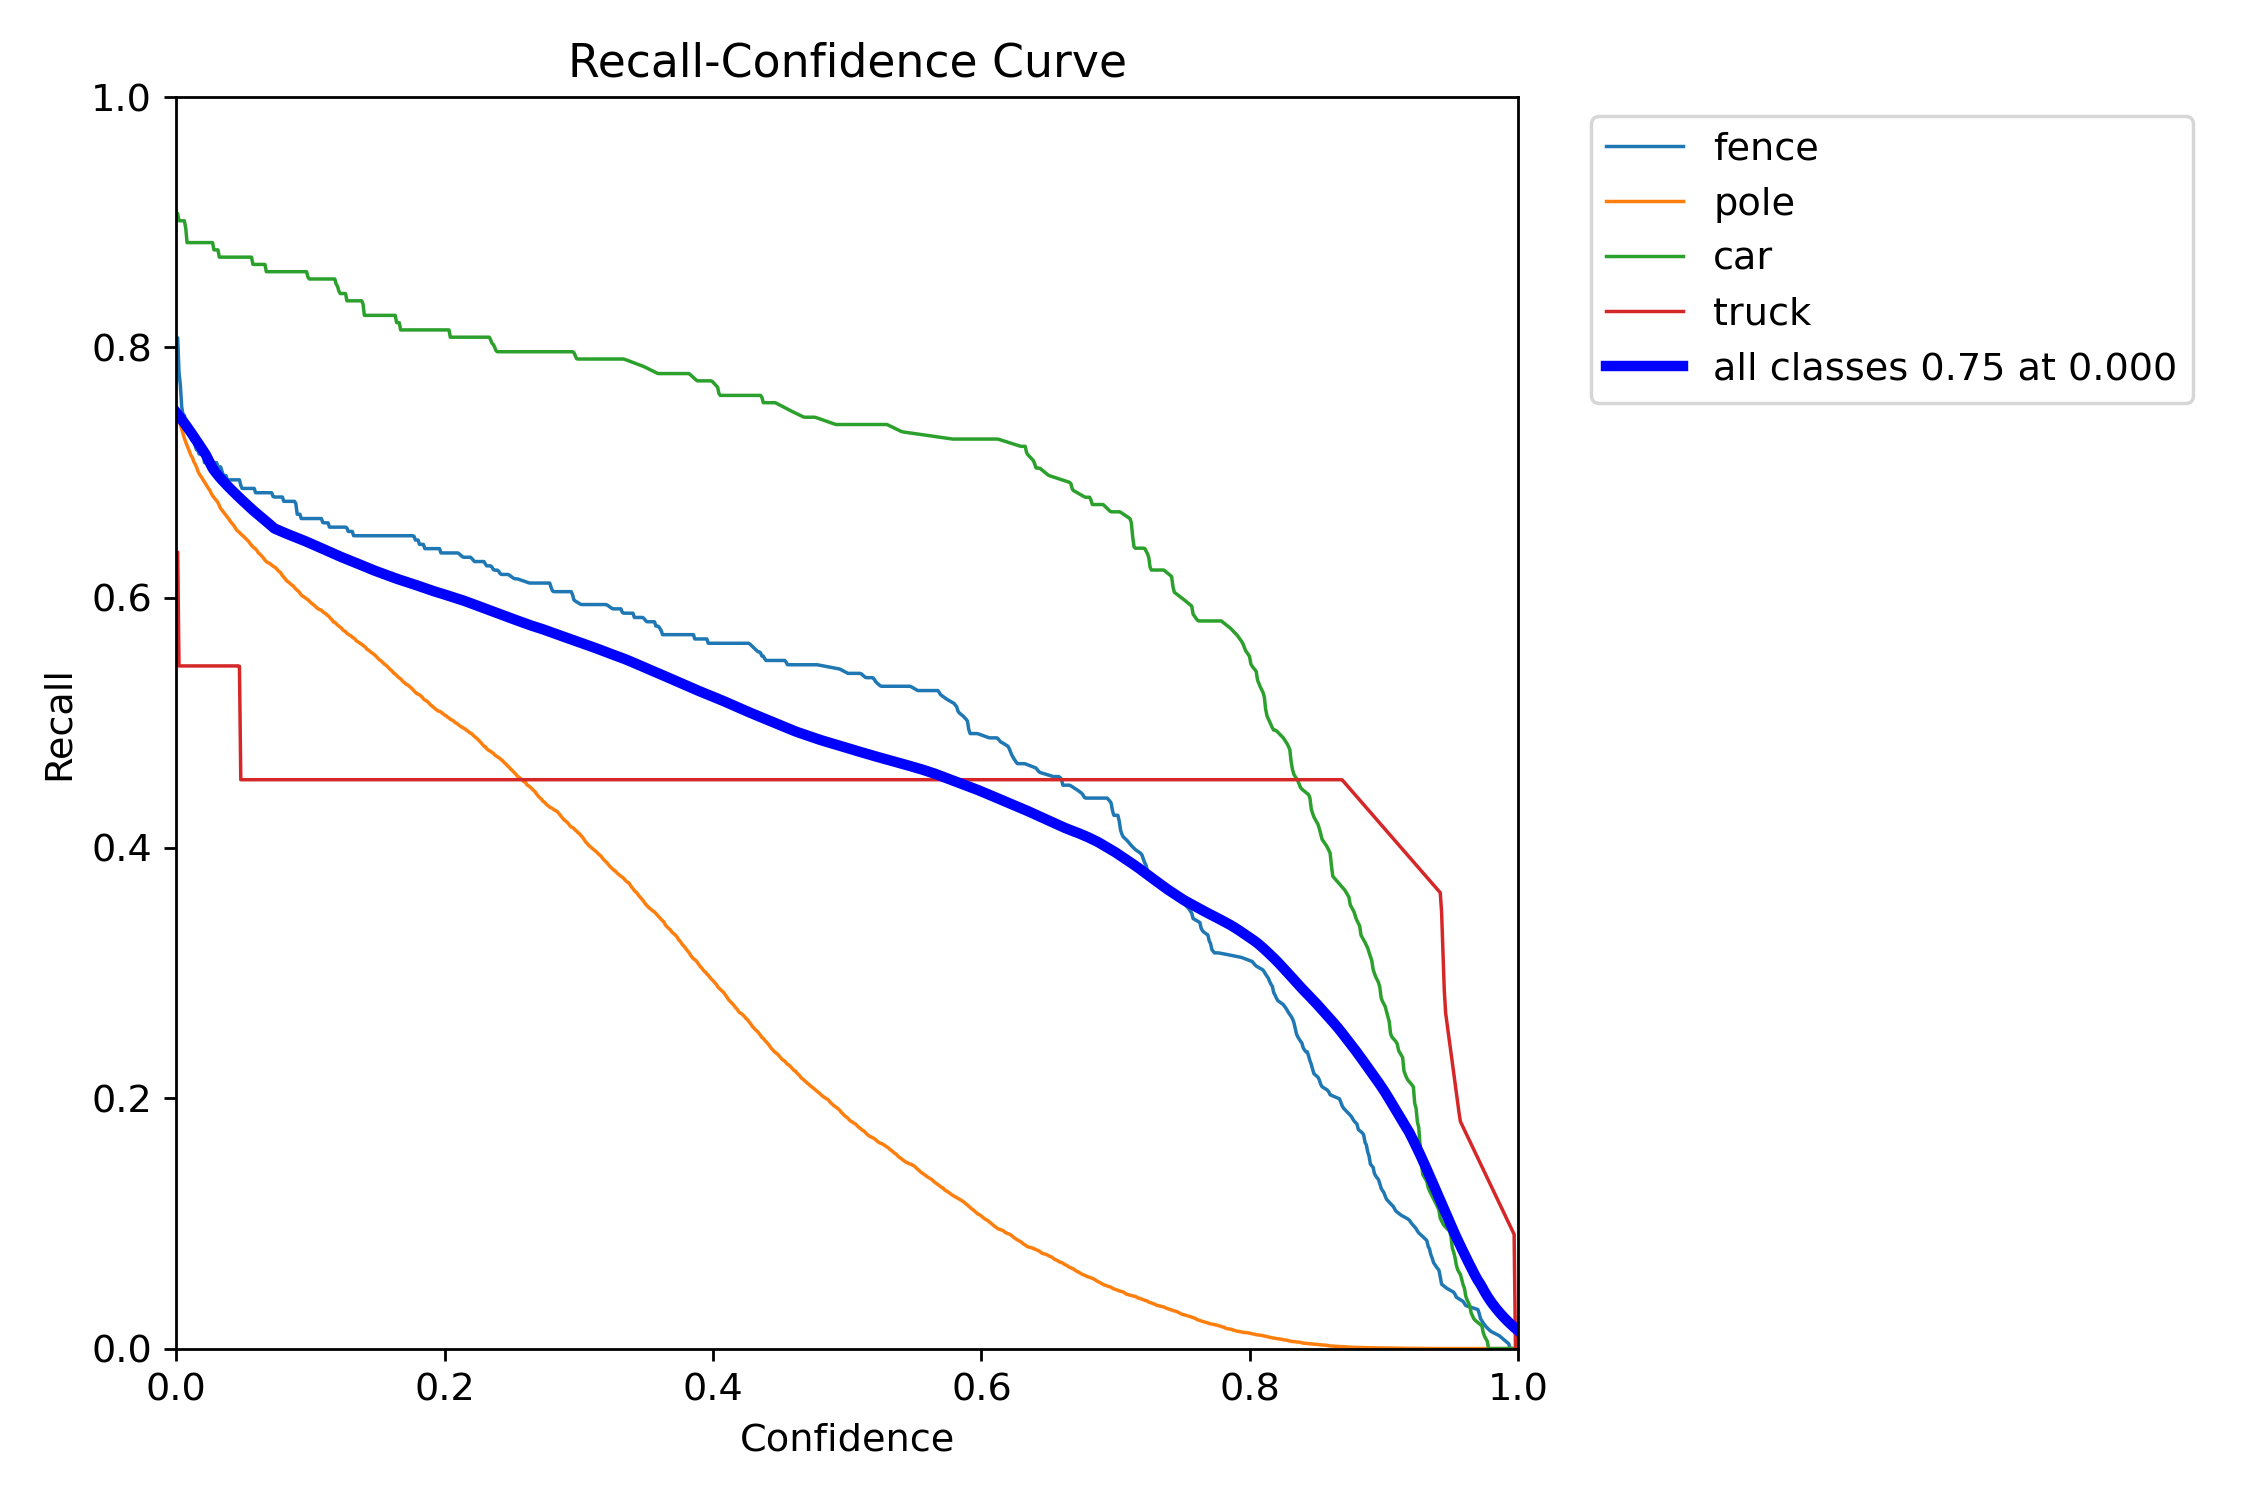 Recall-Confidence Curve
1.0
0.8
0.6
0.4
0.2
0.0
Recall
0.0 0.2 0.4 0.6 0.8 1.0
Confidence
fence
pole
car
truck
all classes 0.75 at 0.000